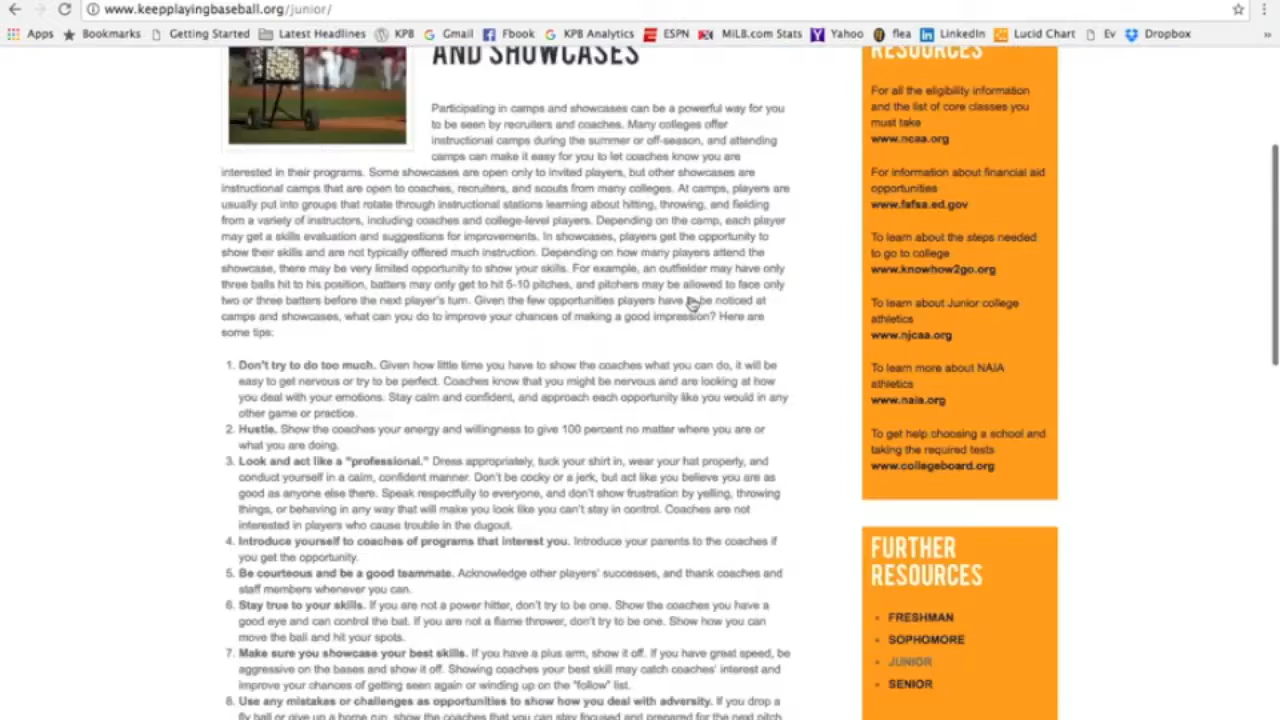 www.keepplayingbaseball.org/junior/
Apps Bookmarks Getting Started Latest Headlines KPB Gmail Fbook KPB Analytics ESPN MiLB.com Stats Yahoo flea LinkedIn Lucid Chart Ev Dropbox »
AND SHOWCASES
Participating in camps and showcases can be a powerful way for you
to be seen by recruiters and coaches. Many colleges offer
instructional camps during the summer or off-season, and attending
camps can make it easy for you to let coaches know you are
interested in their programs. Some showcases are open only to invited players, but other showcases are
instructional camps that are open to coaches, recruiters, and scouts from many colleges. At camps, players are
usually put into groups that rotate through instructional stations learning about hitting, throwing, and fielding
from a variety of instructors, including coaches and college-level players. Depending on the camp, each player
may get a skills evaluation and suggestions for improvements. In showcases, players get the opportunity to
show their skills and are not typically offered much instruction. Depending on how many players attend the
showcase, there may be very limited opportunity to show your skills. For example, an outfielder may have only
three balls hit to his position, batters may only get to hit 5-10 pitches, and pitchers may be allowed to face only
two or three batters before the next player's turn. Given the few opportunities players have to be noticed at
camps and showcases, what can you do to improve your chances of making a good impression? Here are
some tips:
1. Don't try to do too much. Given how little time you have to show the coaches what you can do, it will be
easy to get nervous or try to be perfect. Coaches know that you might be nervous and are looking at how
you deal with your emotions. Stay calm and confident, and approach each opportunity like you would in any
other game or practice.
2. Hustle. Show the coaches your energy and willingness to give 100 percent no matter where you are or
what you are doing.
3. Look and act like a "professional." Dress appropriately, tuck your shirt in, wear your hat properly, and
conduct yourself in a calm, confident manner. Don't be cocky or a jerk, but act like you believe you are as
good as anyone else there. Speak respectfully to everyone, and don't show frustration by yelling, throwing
things, or behaving in any way that will make you look like you can't stay in control. Coaches are not
interested in players who cause trouble in the dugout.
4. Introduce yourself to coaches of programs that interest you. Introduce your parents to the coaches if
you get the opportunity.
5. Be courteous and be a good teammate. Acknowledge other players' successes, and thank coaches and
staff members whenever you can.
6. Stay true to your skills. If you are not a power hitter, don't try to be one. Show the coaches you have a
good eye and can control the bat. If you are not a flame thrower, don't try to be one. Show how you can
move the ball and hit your spots.
7. Make sure you showcase your best skills. If you have a plus arm, show it off. If you have great speed, be
aggressive on the bases and show it off. Showing coaches your best skill may catch coaches' interest and
improve your chances of getting seen again or winding up on the "follow" list.
8. Use any mistakes or challenges as opportunities to show how you deal with adversity. If you drop a
fly ball or give up a home run, show the coaches that you can stay focused and prepared for the next pitch
RESOURCES
For all the eligibility information
and the list of core classes you
must take
www.ncaa.org
For information about financial aid
opportunities
www.fafsa.ed.gov
To learn about the steps needed
to go to college
www.knowhow2go.org
To learn about Junior college
athletics
www.njcaa.org
To learn more about NAIA
athletics
www.naia.org
To get help choosing a school and
taking the required tests
www.collegeboard.org
FURTHER
RESOURCES
FRESHMAN
SOPHOMORE
JUNIOR
SENIOR